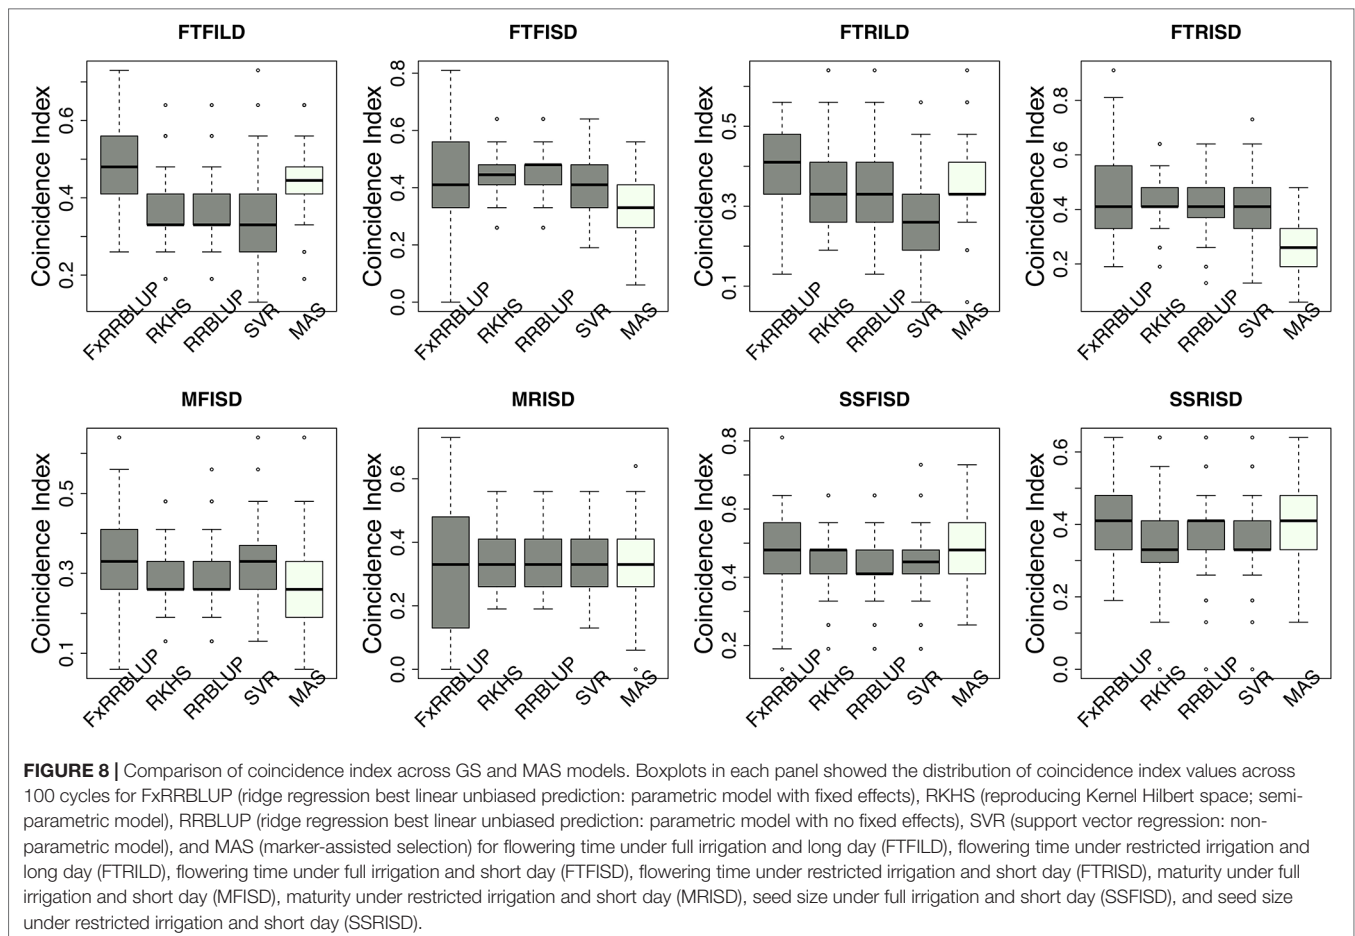 FTFILD
FTFISD
FTRILD
FTRISD
Coincidence Index
0.2
0.4
0.6
FxRRBLUP
RKHS
RRBLUP
SVR
MAS
Coincidence Index
0.0
0.2
0.4
0.6
0.8
FxRRBLUP
RKHS
RRBLUP
SVR
MAS
Coincidence Index
0.1
0.3
0.5
FxRRBLUP
RKHS
RRBLUP
SVR
MAS
Coincidence Index
0.2
0.4
0.6
0.8
FxRRBLUP
RKHS
RRBLUP
SVR
MAS
MFISD
MRISD
SSFISD
SSRISD
Coincidence Index
0.1
0.3
0.5
FxRRBLUP
RKHS
RRBLUP
SVR
MAS
Coincidence Index
0.0
0.2
0.4
0.6
FxRRBLUP
RKHS
RRBLUP
SVR
MAS
Coincidence Index
0.2
0.4
0.6
0.8
FxRRBLUP
RKHS
RRBLUP
SVR
MAS
Coincidence Index
0.0
0.2
0.4
0.6
FxRRBLUP
RKHS
RRBLUP
SVR
MAS
FIGURE 8 | Comparison of coincidence index across GS and MAS models. Boxplots in each panel showed the distribution of coincidence index values across
100 cycles for FxRRBLUP (ridge regression best linear unbiased prediction: parametric model with fixed effects), RKHS (reproducing Kernel Hilbert space; semi-
parametric model), RRBLUP (ridge regression best linear unbiased prediction: parametric model with no fixed effects), SVR (support vector regression: non-
parametric model), and MAS (marker-assisted selection) for flowering time under full irrigation and long day (FTFILD), flowering time under restricted irrigation and
long day (FTRILD), flowering time under full irrigation and short day (FTFISD), flowering time under restricted irrigation and short day (FTRISD), maturity under full
irrigation and short day (MFISD), maturity under restricted irrigation and short day (MRISD), seed size under full irrigation and short day (SSFISD), and seed size
under restricted irrigation and short day (SSRISD).